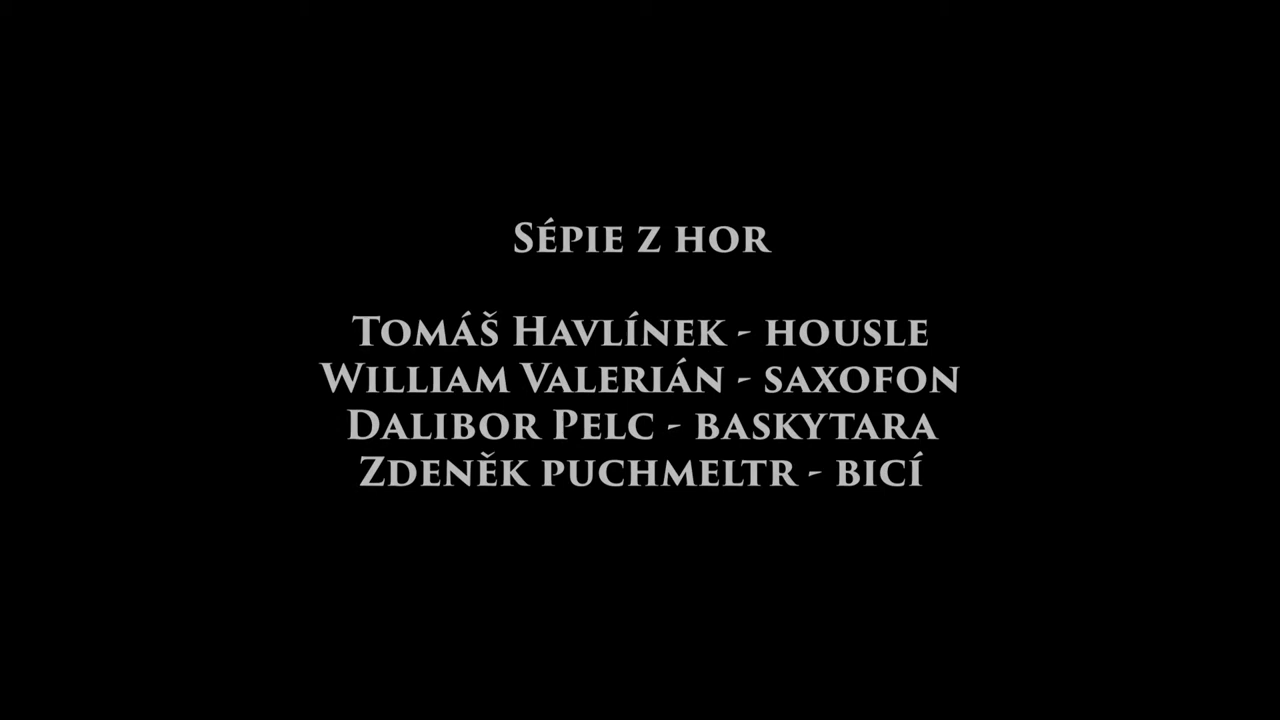 Sépie z hor
Tomáš Havlínek - housle
William Valerián - saxofon
Dalibor Pelc - baskytara
Zdeněk puchmeltr - bicí